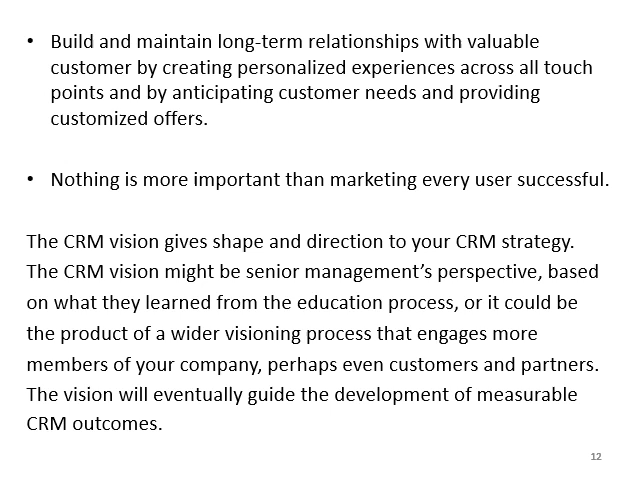 • Build and maintain long-term relationships with valuable
customer by creating personalized experiences across all touch
points and by anticipating customer needs and providing
customized offers.
• Nothing is more important than marketing every user successful.
The CRM vision gives shape and direction to your CRM strategy.
The CRM vision might be senior management’s perspective, based
on what they learned from the education process, or it could be
the product of a wider visioning process that engages more
members of your company, perhaps even customers and partners.
The vision will eventually guide the development of measurable
CRM outcomes.
12